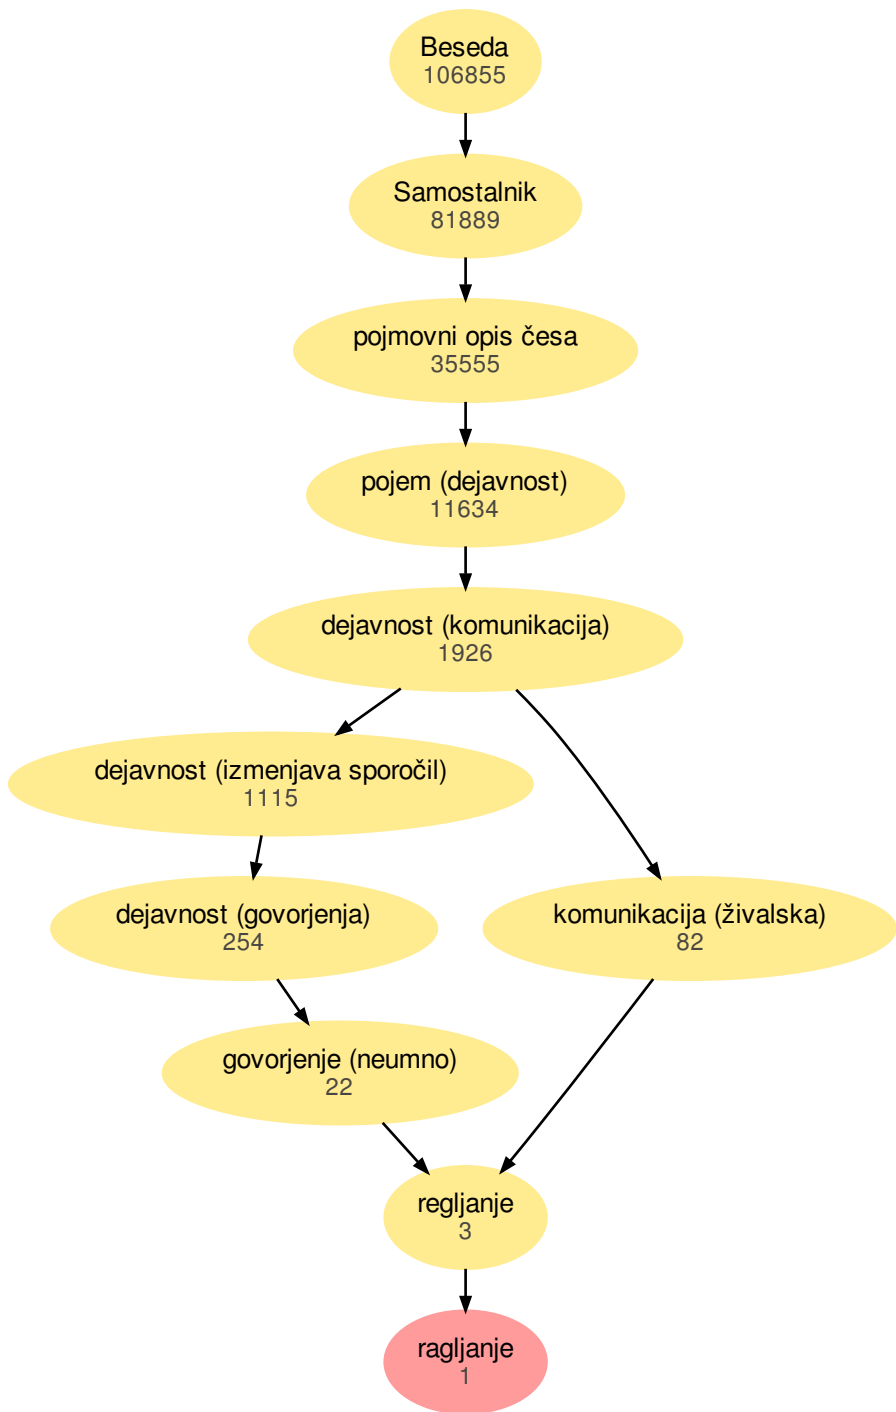 Beseda
106855
Samostalnik
81889
pojmovni opis česa
35555
pojem (dejavnost)
11634
dejavnost (komunikacija)
1926
dejavnost (izmenjava sporočil)
1115
dejavnost (govorjenja)
254
komunikacija (živalska)
82
govorjenje (neumno)
22
regljanje
3
ragljanje
1